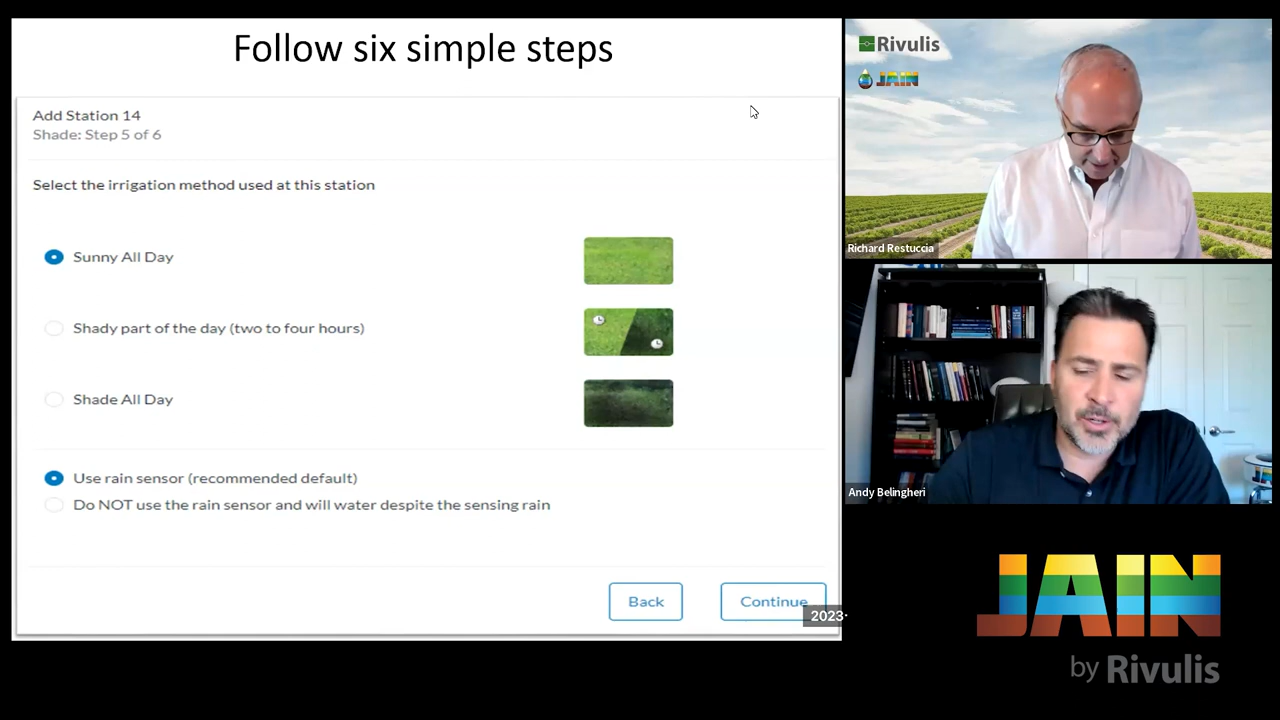 Follow six simple steps
Add Station 14
Shade: Step 5 of 6
Select the irrigation method used at this station
Sunny All Day
Shady part of the day (two to four hours)
Shade All Day
Use rain sensor (recommended default)
Do NOT use the rain sensor and will water despite the sensing rain
Back
Continue
2023-
Rivulis
JAIN
Richard Restuccia
Andy Belingheri
JAIN
by Rivulis